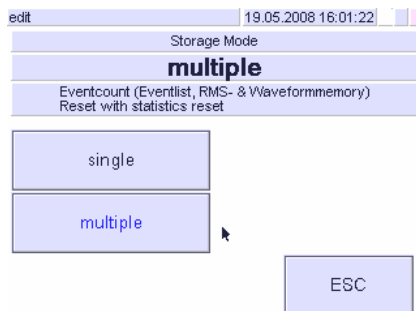 edit 19.05.2008 16:01:22
Storage Mode
multiple
Eventcount (Eventlist, RMS- & Waveformmemory)
Reset with statistics reset
single
multiple
ESC